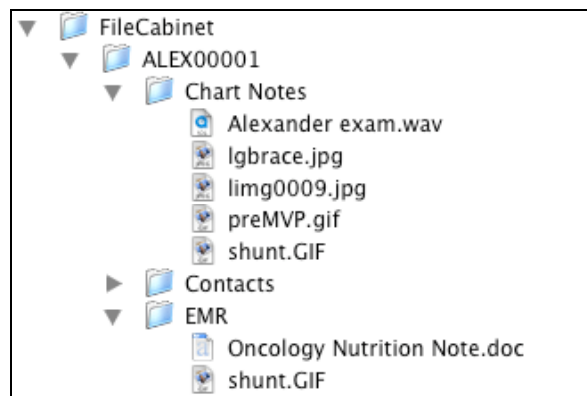 FileCabinet
ALEX00001
Chart Notes
Alexander exam.wav
lgbrace.jpg
limg0009.jpg
preMVP.gif
shunt.GIF
Contacts
EMR
Oncology Nutrition Note.doc
shunt.GIF